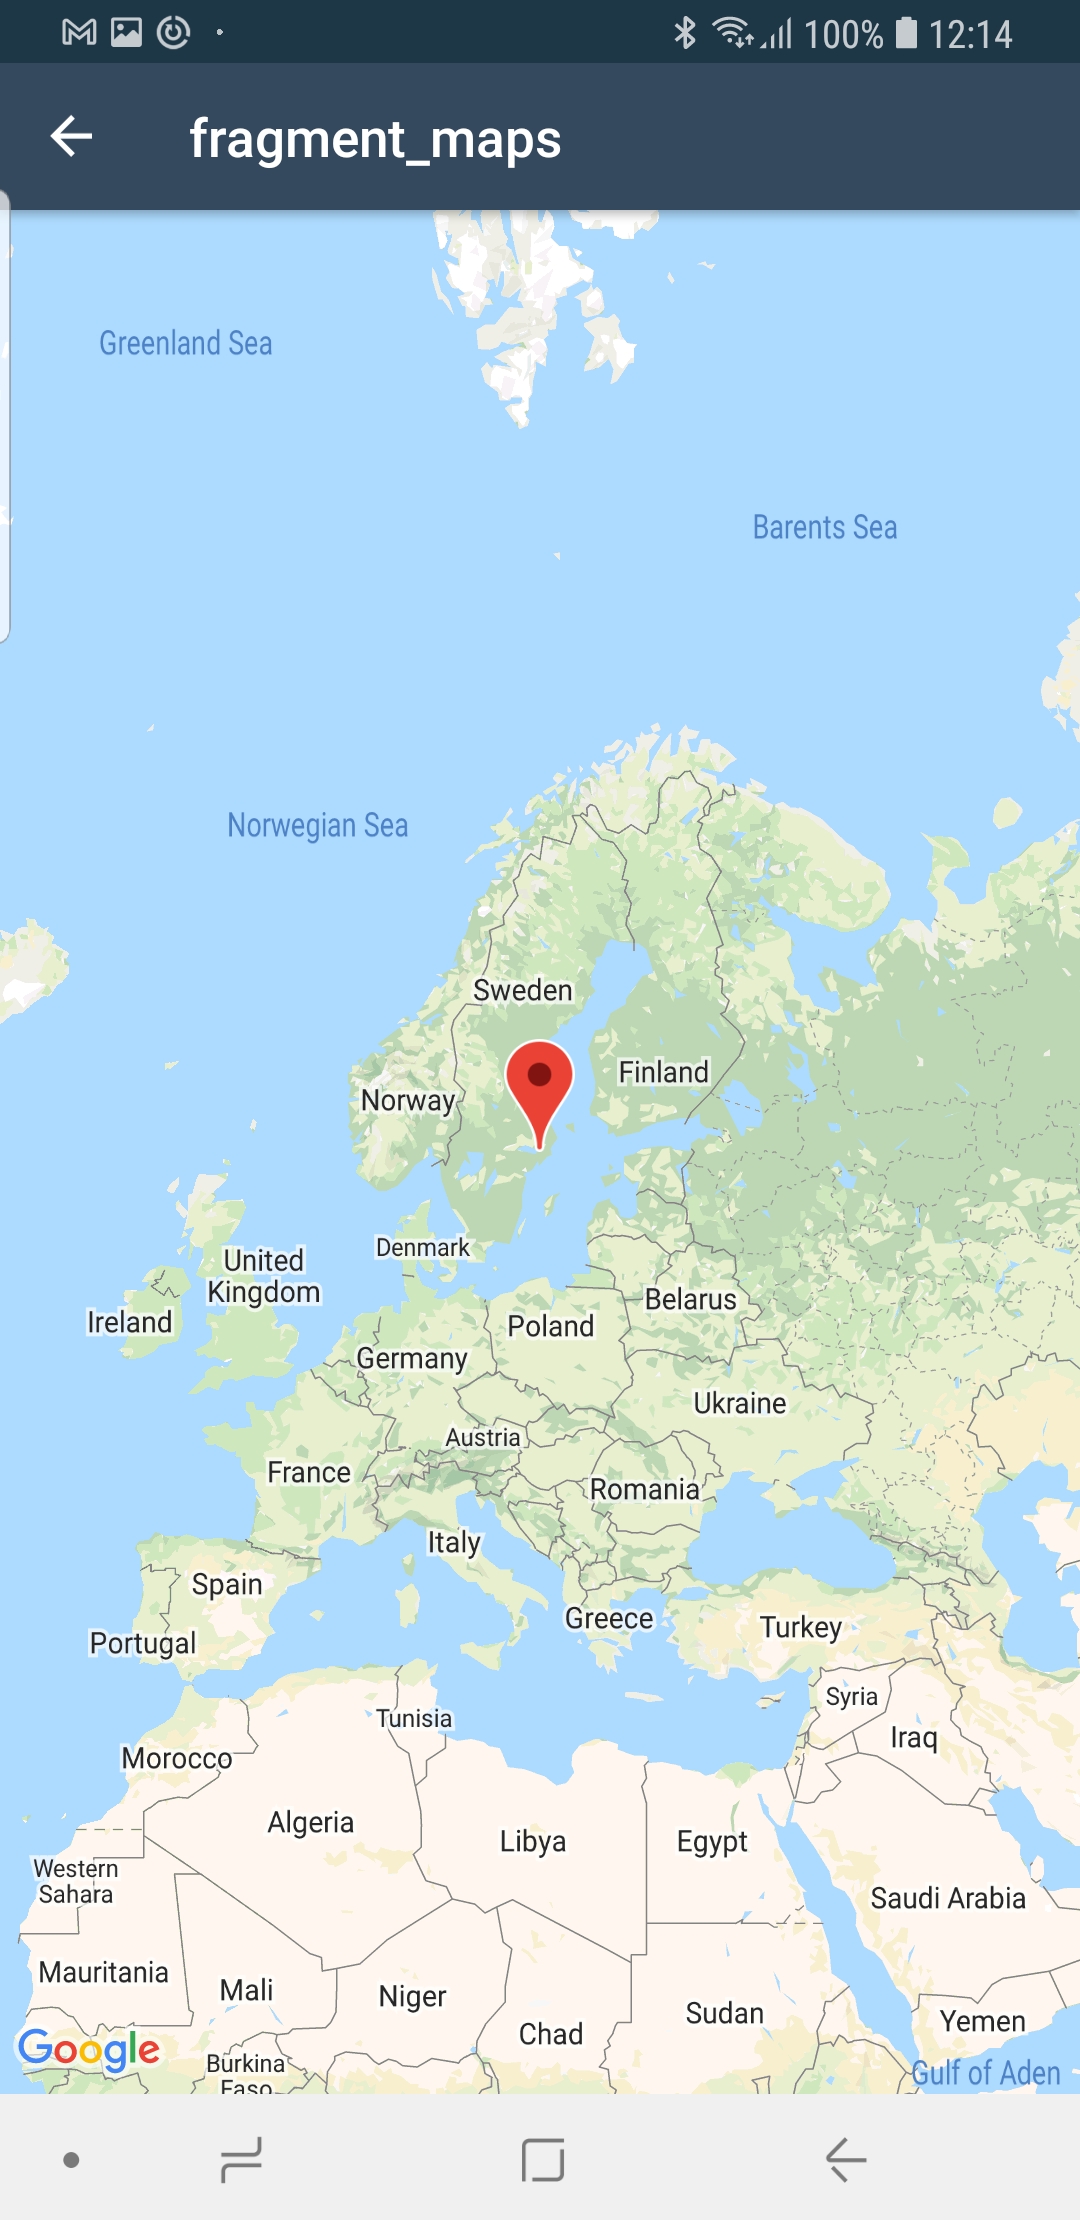 100% 12:14
fragment_maps
Greenland Sea
Barents Sea
Norwegian Sea
Sweden
Finland
Norway
Denmark
United
Kingdom
Ireland
Belarus
Poland
Germany
Ukraine
Austria
France
Romania
Italy
Spain
Greece
Turkey
Portugal
Syria
Tunisia
Iraq
Morocco
Algeria
Libya
Egypt
Western
Sahara
Saudi Arabia
Mauritania
Mali
Niger
Sudan
Yemen
Chad
Google
Burkina
Faso
Gulf of Aden